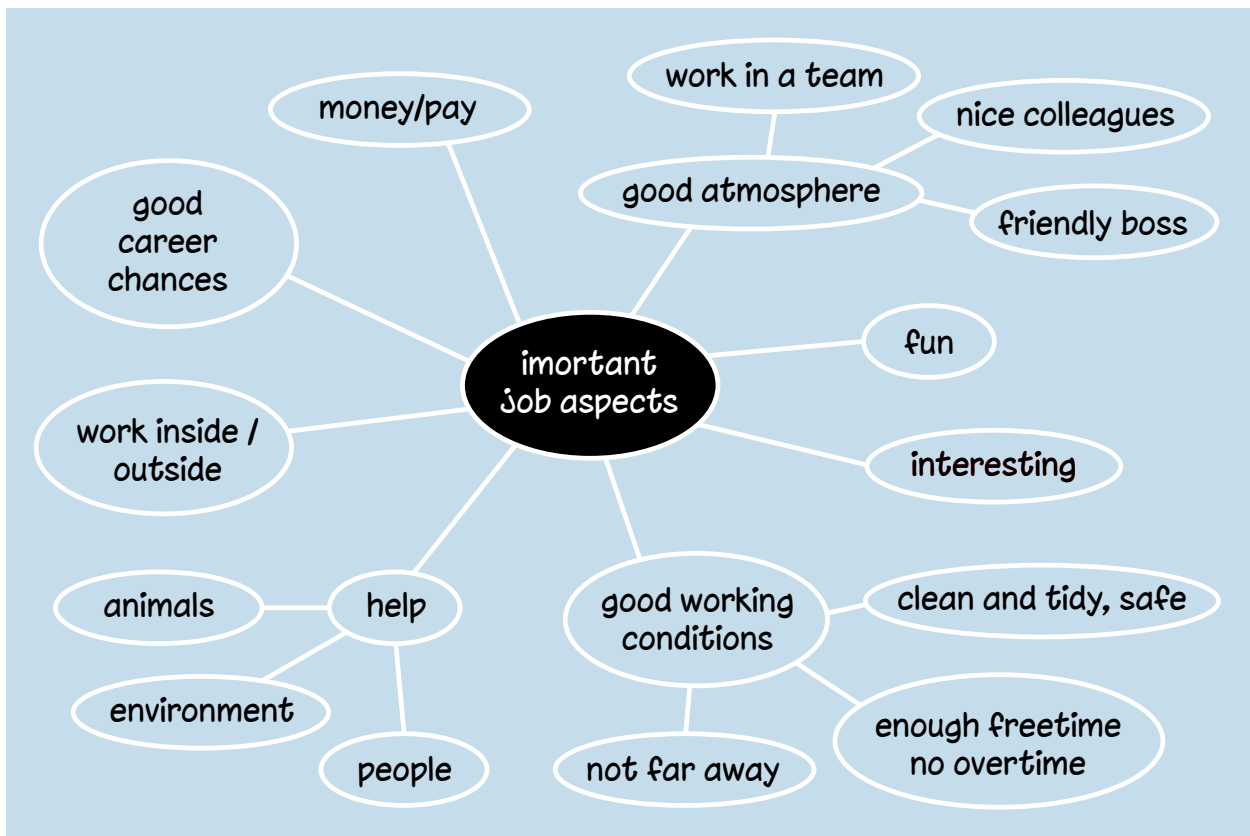 work in a team
money/pay
nice colleagues
good atmosphere
good
career
chances
friendly boss
fun
imortant
job aspects
work inside /
outside
interesting
animals
help
good working
conditions
clean and tidy, safe
environment
people
not far away
enough freetime
no overtime